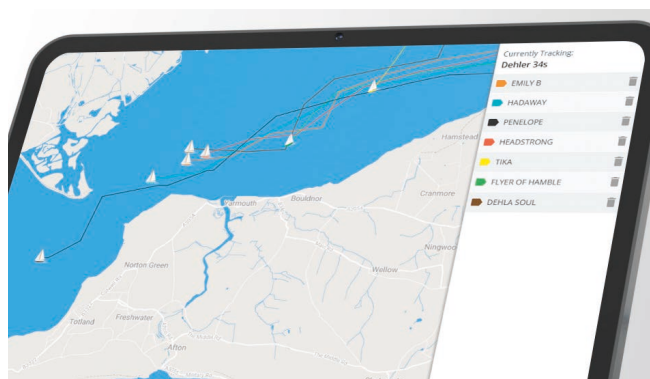 Currently Tracking:
Dehler 34s
EMILY B
HADAWAY
PENELOPE
HEADSTRONG
TIKA
FLYER OF HAMBLE
DEHLA SOUL
Hamstead
Cranmore
Bouldnor
Yarmouth
Ningwoo
Wellow
Norton Green
Freshwater
Totland
Afton